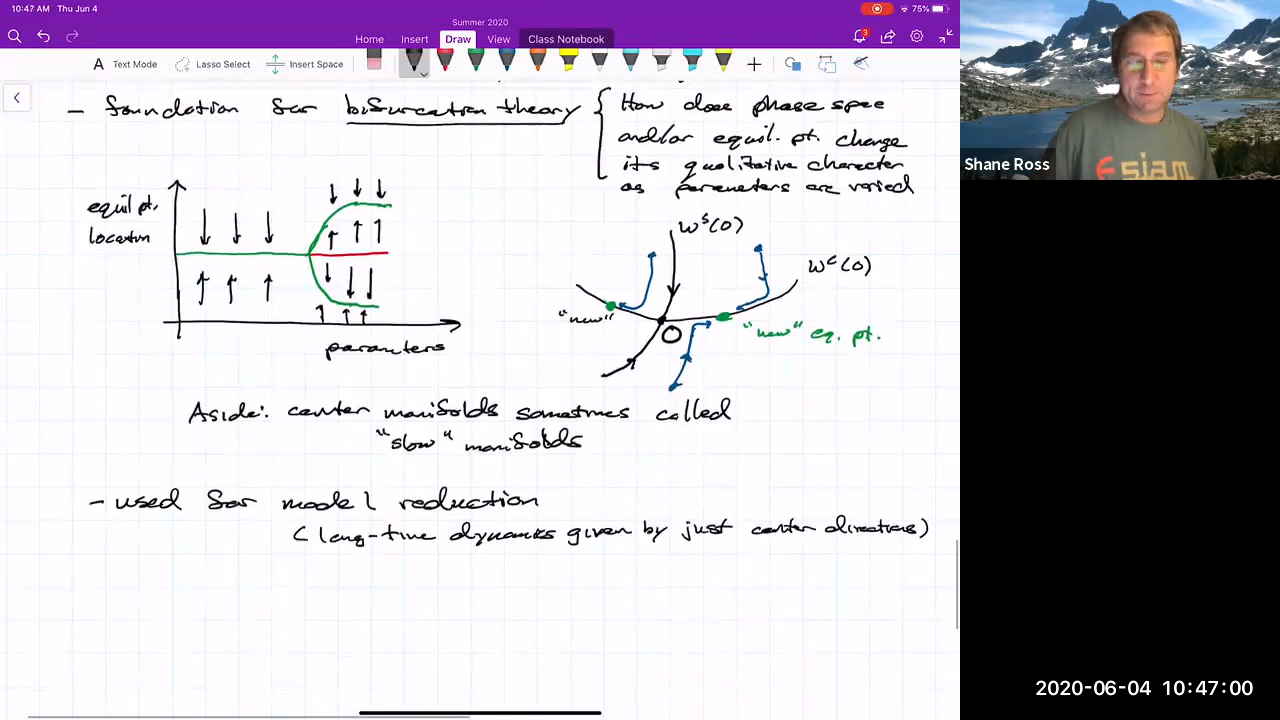 10:47 AM Thu Jun 4
75%
Summer 2020
Home Insert Draw View Class Notebook
3
A Text Mode Lasso Select Insert Space
- foundation for bifurcation theory
How does phase space
and/or equil. pt. change
its qualitative character
as parameters are varied
equil pt.
location
parameters
Wˢ(0)
Wᶜ(0)
"new"
O
"new" eq. pt.
Aside: center manifolds sometimes called
"slow" manifolds
- used for model reduction
(long-time dynamics given by just center directions)
siam
Shane Ross
2020-06-04 10:47:00